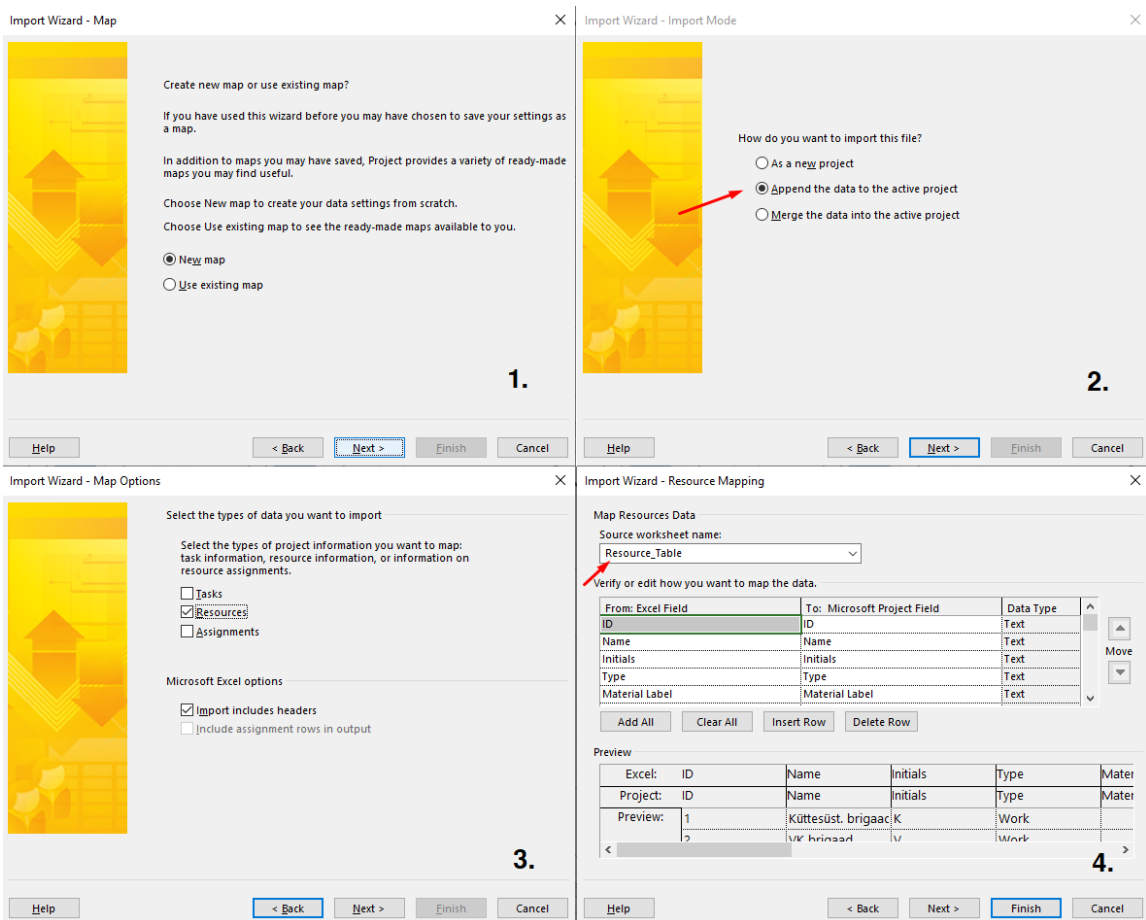 Import Wizard - Map
Create new map or use existing map?
If you have used this wizard before you may have chosen to save your settings as
a map.
In addition to maps you may have saved, Project provides a variety of ready-made
maps you may find useful.
Choose New map to create your data settings from scratch.
Choose Use existing map to see the ready-made maps available to you.
New map
Use existing map
1.
Help
< Back
Next >
Finish
Cancel
Import Wizard - Import Mode
How do you want to import this file?
As a new project
Append the data to the active project
Merge the data into the active project
2.
Help
< Back
Next >
Finish
Cancel
Import Wizard - Map Options
Select the types of data you want to import
Select the types of project information you want to map:
task information, resource information, or information on
resource assignments.
Tasks
Resources
Assignments
Microsoft Excel options
Import includes headers
Include assignment rows in output
3.
Help
< Back
Next >
Finish
Cancel
Import Wizard - Resource Mapping
Map Resources Data
Source worksheet name:
Resource_Table
Verify or edit how you want to map the data.
From: Excel Field To: Microsoft Project Field Data Type
ID ID Text
Name Name Text
Initials Initials Text
Type Type Text
Material Label Material Label Text
Move
Add All Clear All Insert Row Delete Row
Preview
Excel: ID Name Initials Type Mater
Project: ID Name Initials Type Mater
Preview: 1 Küttesüst. brigaad K Work
2 VK brigaad V Work
4.
Help
< Back
Next >
Finish
Cancel